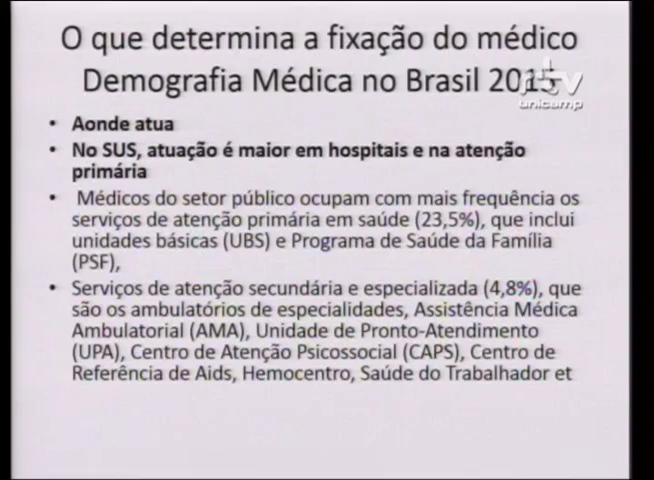 O que determina a fixação do médico
Demografia Médica no Brasil 2015
rtv
unicamp
• Aonde atua
• No SUS, atuação é maior em hospitais e na atenção
primária
• Médicos do setor público ocupam com mais frequência os
serviços de atenção primária em saúde (23,5%), que inclui
unidades básicas (UBS) e Programa de Saúde da Família
(PSF),
• Serviços de atenção secundária e especializada (4,8%), que
são os ambulatórios de especialidades, Assistência Médica
Ambulatorial (AMA), Unidade de Pronto-Atendimento
(UPA), Centro de Atenção Psicossocial (CAPS), Centro de
Referência de Aids, Hemocentro, Saúde do Trabalhador et